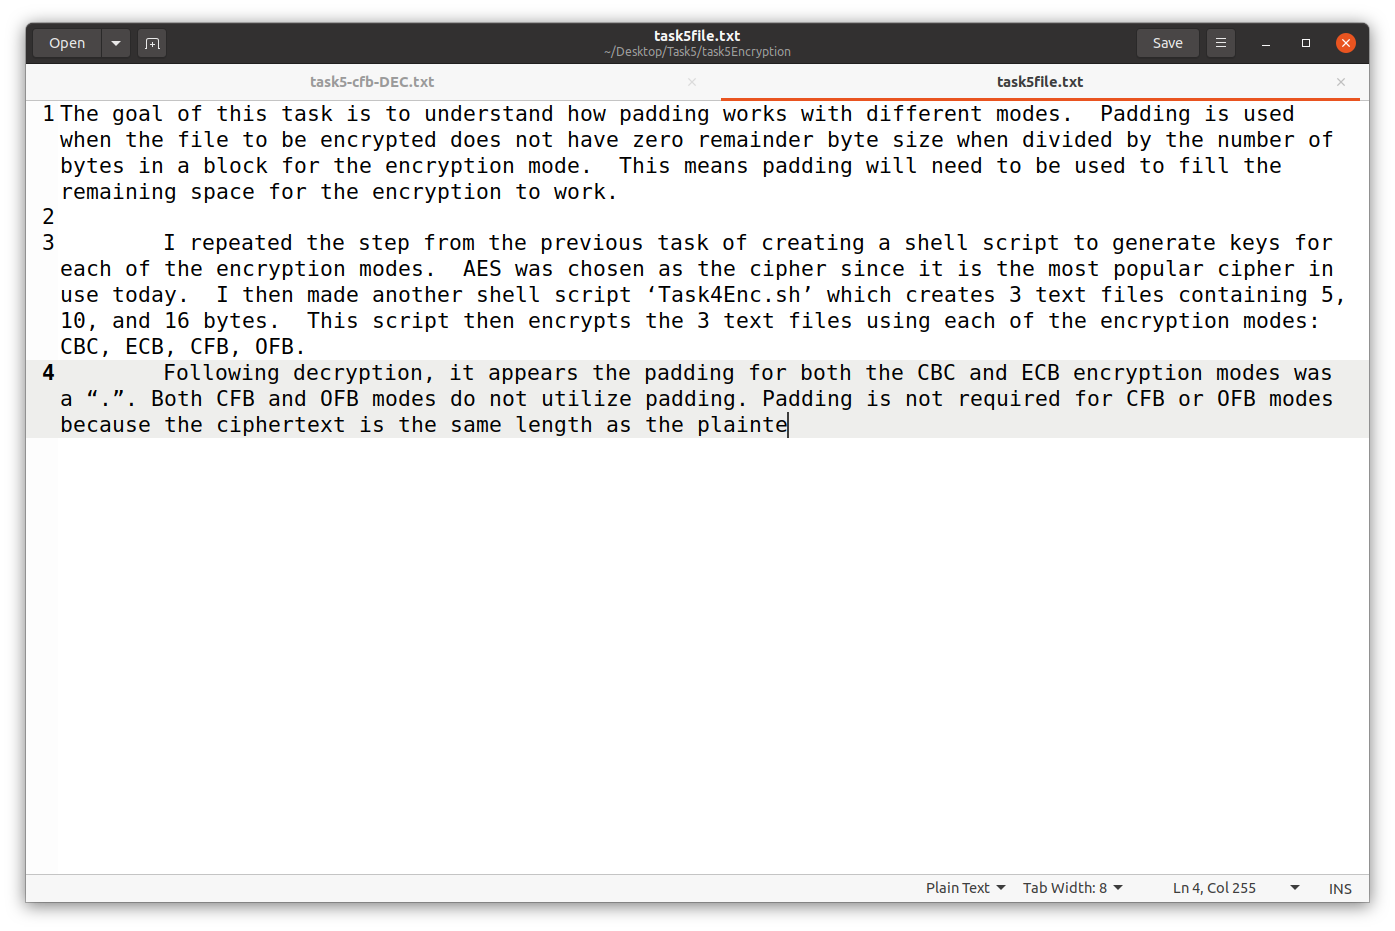 Open
task5file.txt
~/Desktop/Task5/task5Encryption
Save
task5-cfb-DEC.txt
task5file.txt
1 The goal of this task is to understand how padding works with different modes.  Padding is used
when the file to be encrypted does not have zero remainder byte size when divided by the number of
bytes in a block for the encryption mode.  This means padding will need to be used to fill the
remaining space for the encryption to work.
2
3 I repeated the step from the previous task of creating a shell script to generate keys for
each of the encryption modes.  AES was chosen as the cipher since it is the most popular cipher in
use today.  I then made another shell script ‘Task4Enc.sh’ which creates 3 text files containing 5,
10, and 16 bytes.  This script then encrypts the 3 text files using each of the encryption modes:
CBC, ECB, CFB, OFB.
4 Following decryption, it appears the padding for both the CBC and ECB encryption modes was
a “.”. Both CFB and OFB modes do not utilize padding. Padding is not required for CFB or OFB modes
because the ciphertext is the same length as the plainte
Plain Text Tab Width: 8 Ln 4, Col 255 INS